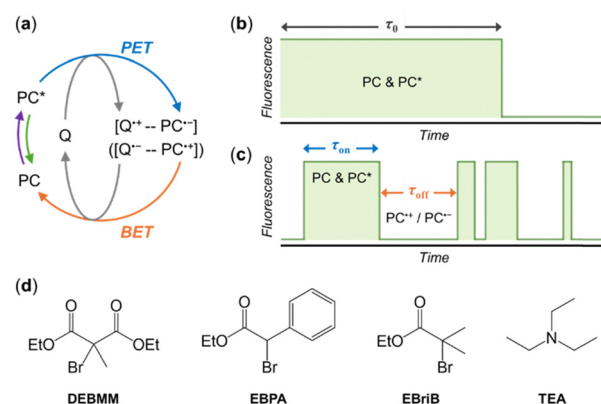 (a)
PET
PC*
Q
[Q•+ -- PC•−]
([Q•− -- PC•+])
PC
BET
(b)
τ0
Fluorescence
PC & PC*
Time
(c)
τon
Fluorescence
PC & PC*
τoff
PC•+ / PC•−
Time
(d)
O O
EtO OEt
Br
DEBMM
O
EtO
Br
EBPA
O
EtO
Br
EBriB
N
TEA